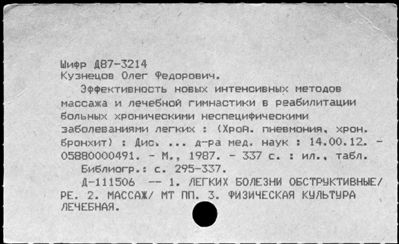 Шифр Д87-3214
Кузнецов Олег Федорович.
Эффективность новых интенсивных методов
массажа и лечебной гимнастики в реабилитации
больных хроническими неспецифическими
заболеваниями легких : (Хрой. пневмония, хрон.
бронхит) : Дис. ... д-ра мед. наук : 14.00.12. -
05880000491. - М., 1987. - 337 с. : ил., табл.
Библиогр.: с. 295-337.
Д-111506 -- 1. ЛЕГКИХ БОЛЕЗНИ ОБСТРУКТИВНЫЕ/
РЕ. 2. МАССАЖ/ МТ ПП. 3. ФИЗИЧЕСКАЯ КУЛЬТУРА
ЛЕЧЕБНАЯ.